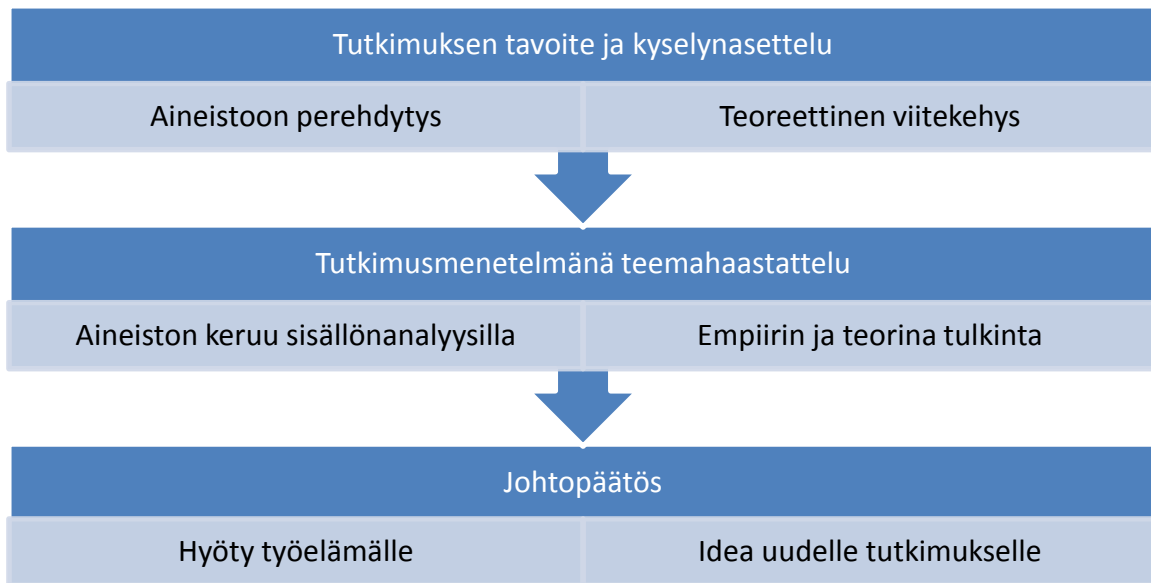 Tutkimuksen tavoite ja kyselynasettelu
Aineistoon perehdytys
Teoreettinen viitekehys
Tutkimusmenetelmänä teemahaastattelu
Aineiston keruu sisällönanalyysilla
Empiirin ja teorina tulkinta
Johtopäätös
Hyöty työelämälle
Idea uudelle tutkimukselle